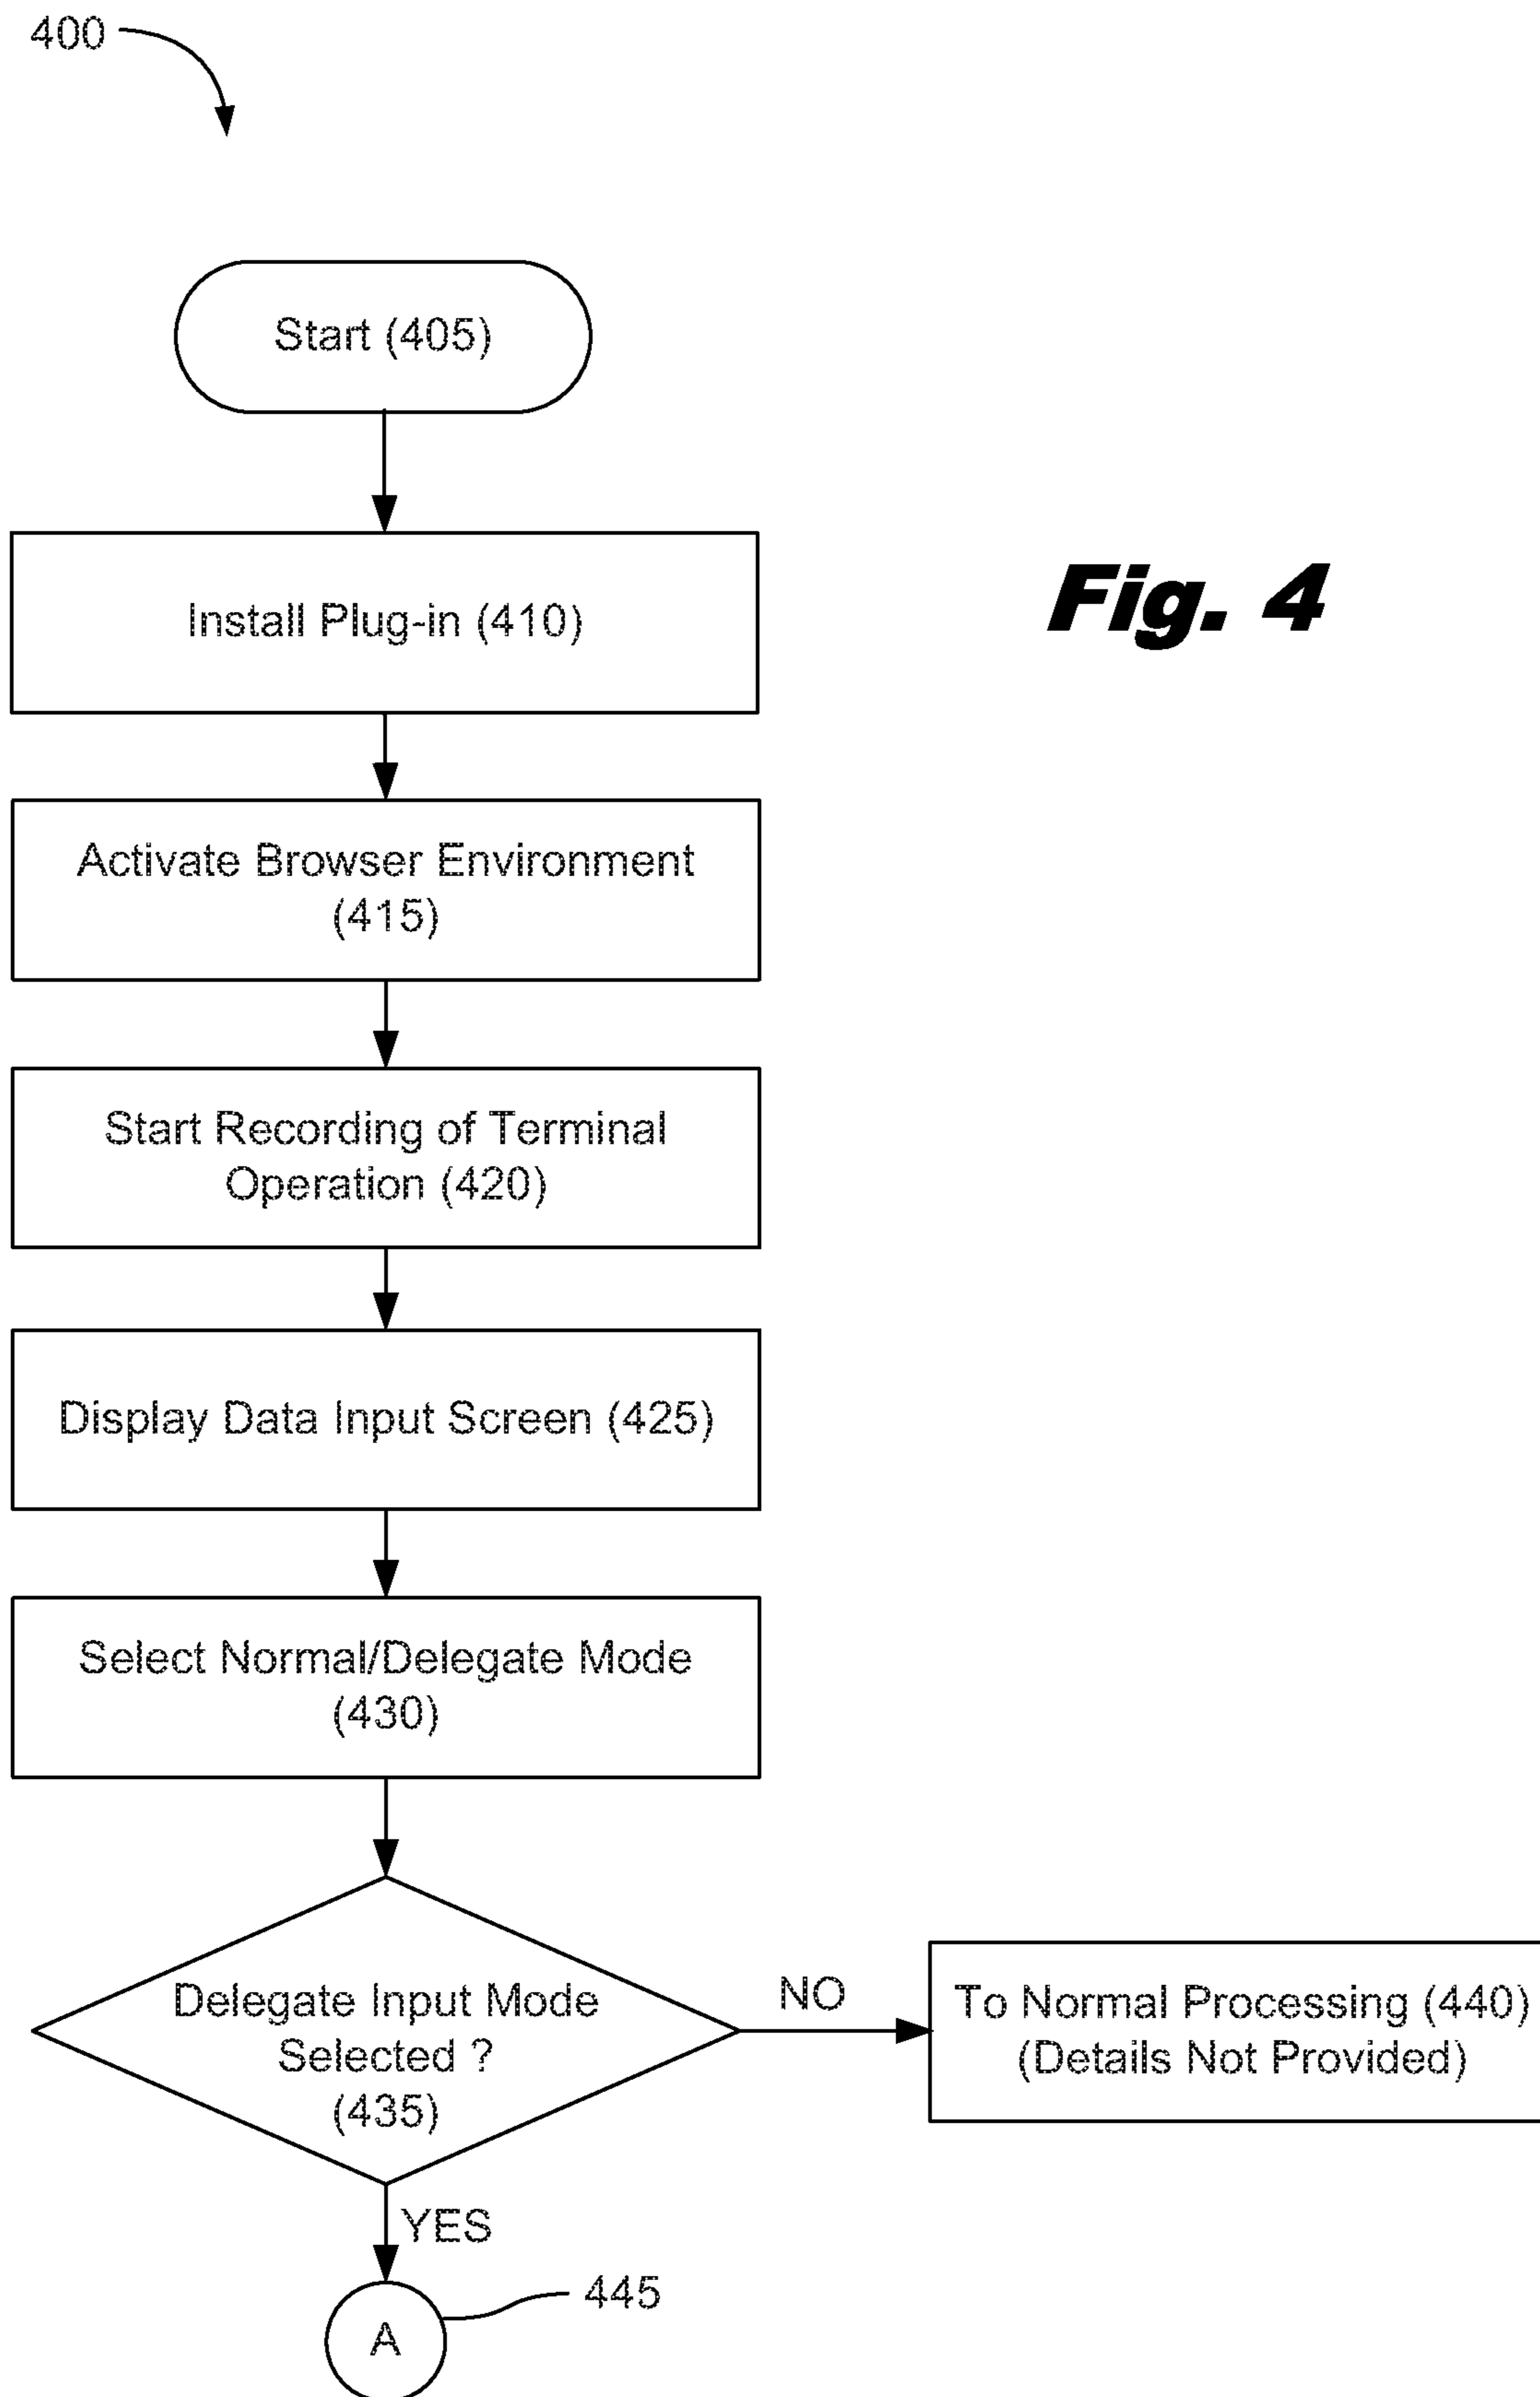 400
Start (405)
Install Plug-in (410)
Fig. 4
Activate Browser Environment
(415)
Start Recording of Terminal
Operation (420)
Display Data Input Screen (425)
Select Normal/Delegate Mode
(430)
Delegate Input Mode
Selected ?
(435)
NO
To Normal Processing (440)
(Details Not Provided)
YES
445
A